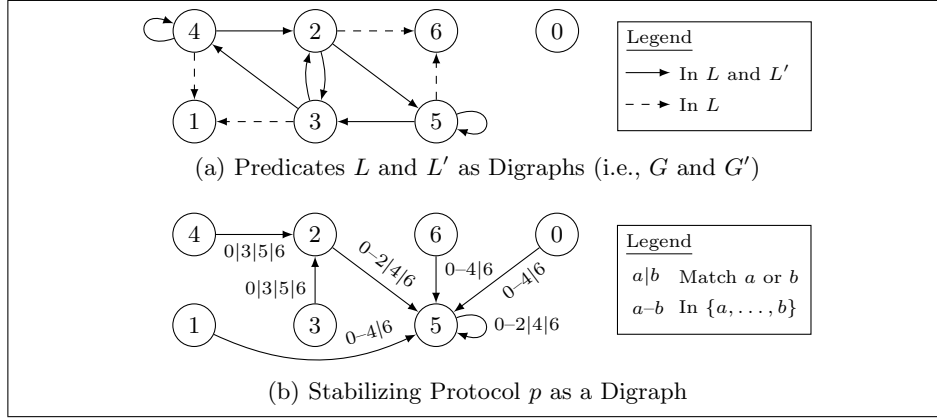 4 2 6 0
1 3 5
Legend
In L and L′
In L
(a) Predicates L and L′ as Digraphs (i.e., G and G′)
4 2 6 0
0|3|5|6
0–2|4|6
0–4|6
0–4|6
0|3|5|6
1 3 5
0–4|6
0–2|4|6
Legend
a|b Match a or b
a–b In {a, . . . , b}
(b) Stabilizing Protocol p as a Digraph